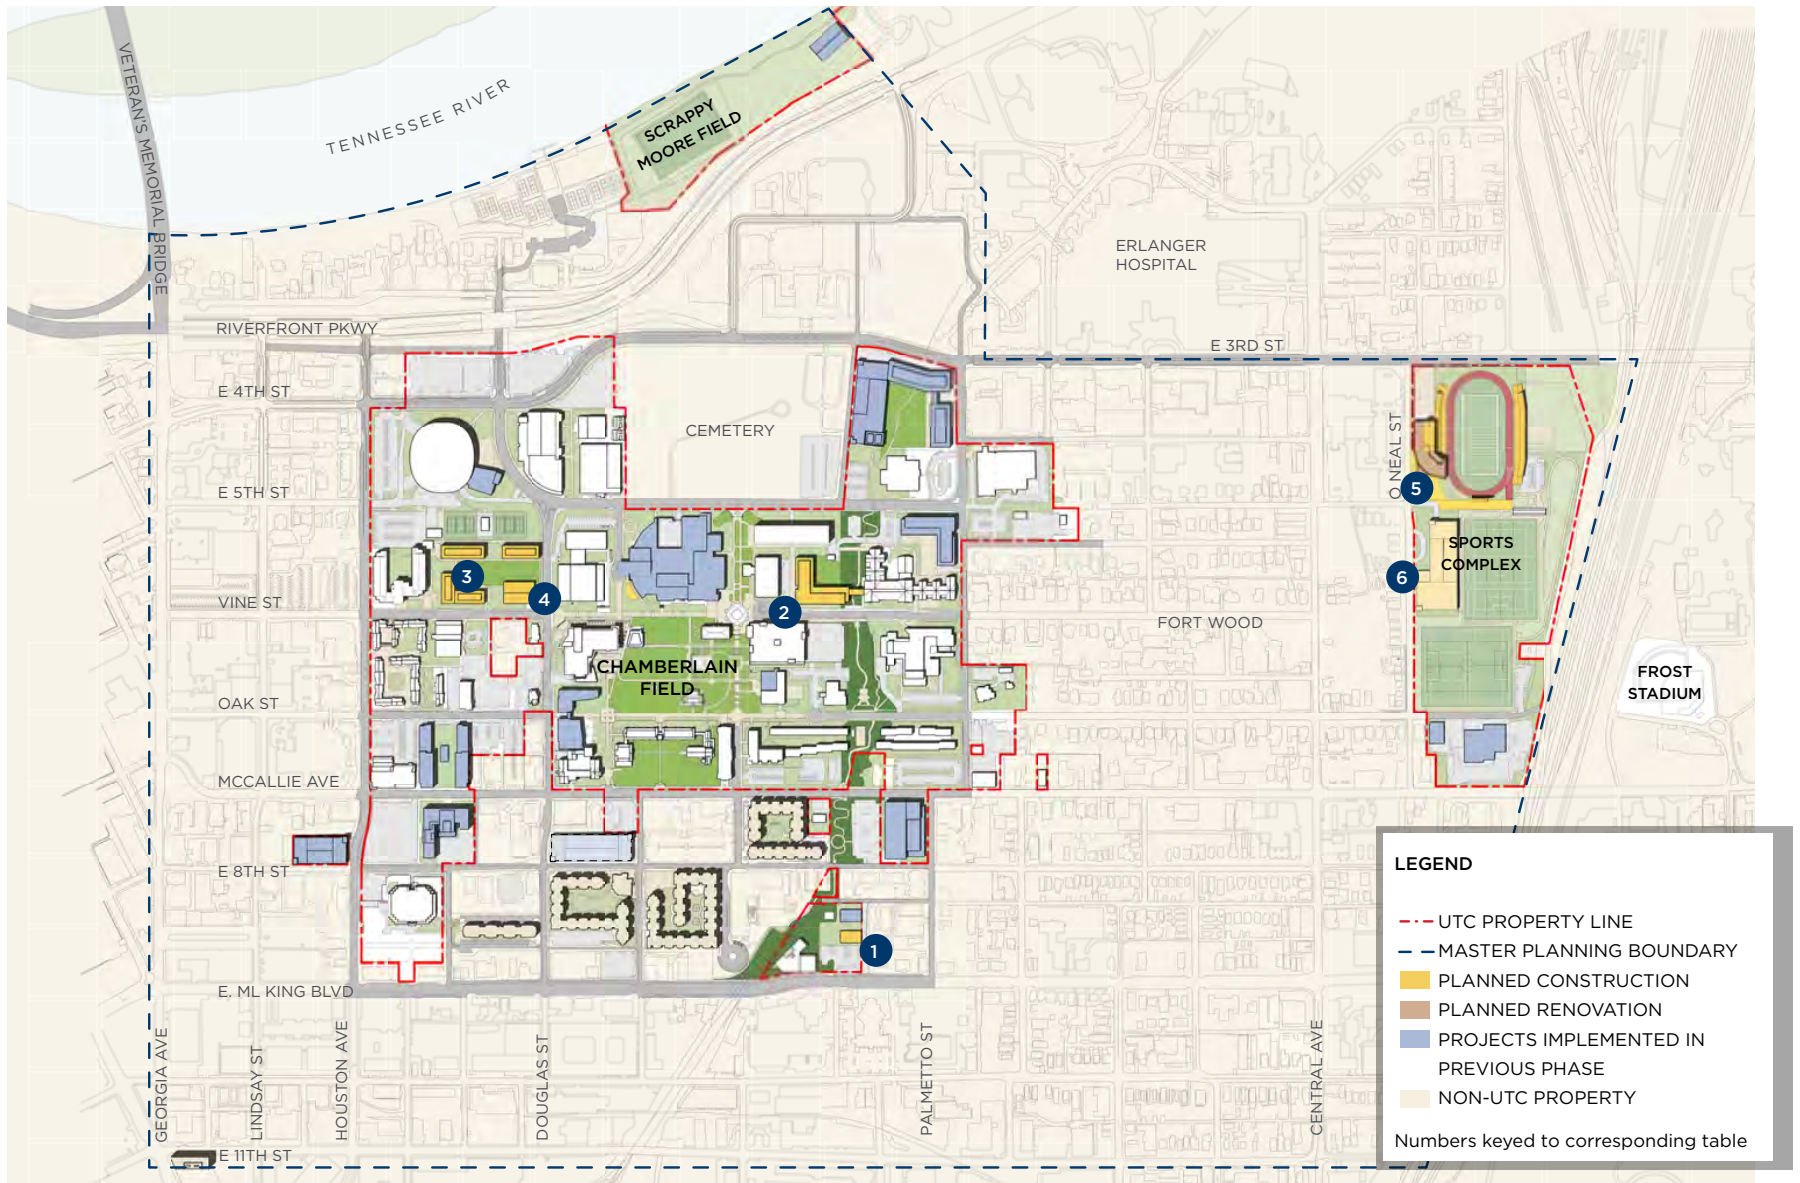 VETERAN'S MEMORIAL BRIDGE
TENNESSEE RIVER
SCRAPPY
MOORE FIELD
ERLANGER
HOSPITAL
RIVERFRONT PKWY
E 3RD ST
E 4TH ST
CEMETERY
O NEAL ST
E 5TH ST
5
SPORTS
COMPLEX
3
6
4
VINE ST
2
FORT WOOD
CHAMBERLAIN
FIELD
FROST
STADIUM
OAK ST
MCCALLIE AVE
E 8TH ST
1
E. ML KING BLVD
GEORGIA AVE
LINDSAY ST
HOUSTON AVE
DOUGLAS ST
PALMETTO ST
CENTRAL AVE
E 11TH ST
LEGEND
UTC PROPERTY LINE
MASTER PLANNING BOUNDARY
PLANNED CONSTRUCTION
PLANNED RENOVATION
PROJECTS IMPLEMENTED IN
PREVIOUS PHASE
NON-UTC PROPERTY
Numbers keyed to corresponding table